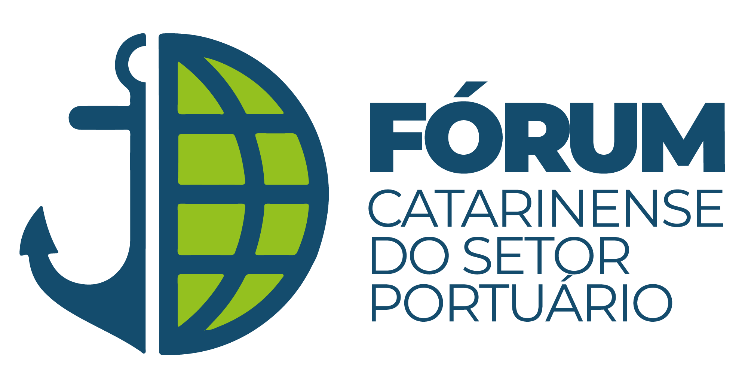 FÓRUM
CATARINENSE
DO SETOR
PORTUÁRIO